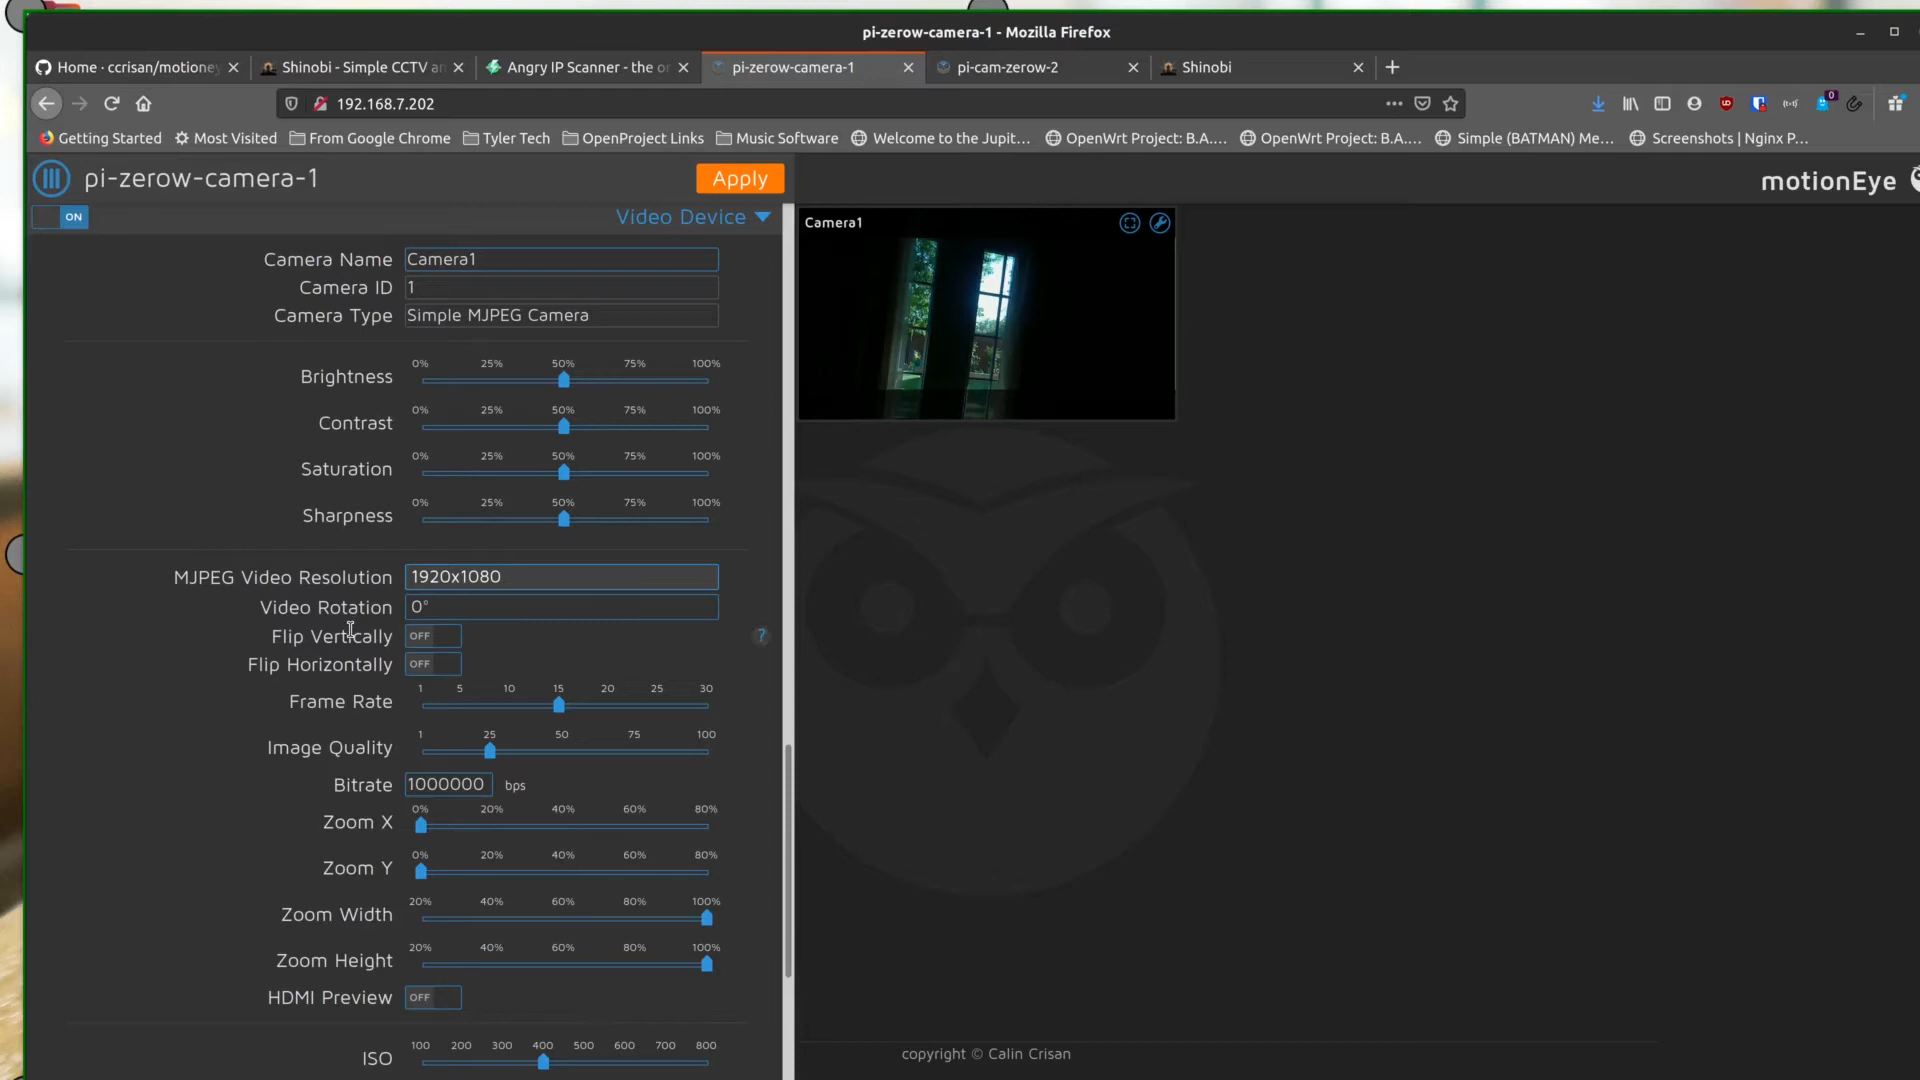 pi-zerow-camera-1 - Mozilla Firefox
Home · ccrisan/motioney
Shinobi - Simple CCTV an
Angry IP Scanner - the or
pi-zerow-camera-1
pi-cam-zerow-2
Shinobi
192.168.7.202
0
Getting Started
Most Visited
From Google Chrome
Tyler Tech
OpenProject Links
Music Software
Welcome to the Jupit...
OpenWrt Project: B.A....
OpenWrt Project: B.A....
Simple (BATMAN) Me...
Screenshots | Nginx P...
pi-zerow-camera-1
Apply
motionEye
ON
Video Device
Camera1
Camera Name Camera1
Camera ID 1
Camera Type Simple MJPEG Camera
0% 25% 50% 75% 100%
Brightness
0% 25% 50% 75% 100%
Contrast
0% 25% 50% 75% 100%
Saturation
0% 25% 50% 75% 100%
Sharpness
MJPEG Video Resolution 1920x1080
Video Rotation 0°
Flip Vertically OFF ?
Flip Horizontally OFF
1 5 10 15 20 25 30
Frame Rate
1 25 50 75 100
Image Quality
Bitrate 1000000 bps
0% 20% 40% 60% 80%
Zoom X
0% 20% 40% 60% 80%
Zoom Y
20% 40% 60% 80% 100%
Zoom Width
20% 40% 60% 80% 100%
Zoom Height
HDMI Preview OFF
100 200 300 400 500 600 700 800
ISO
copyright © Calin Crisan